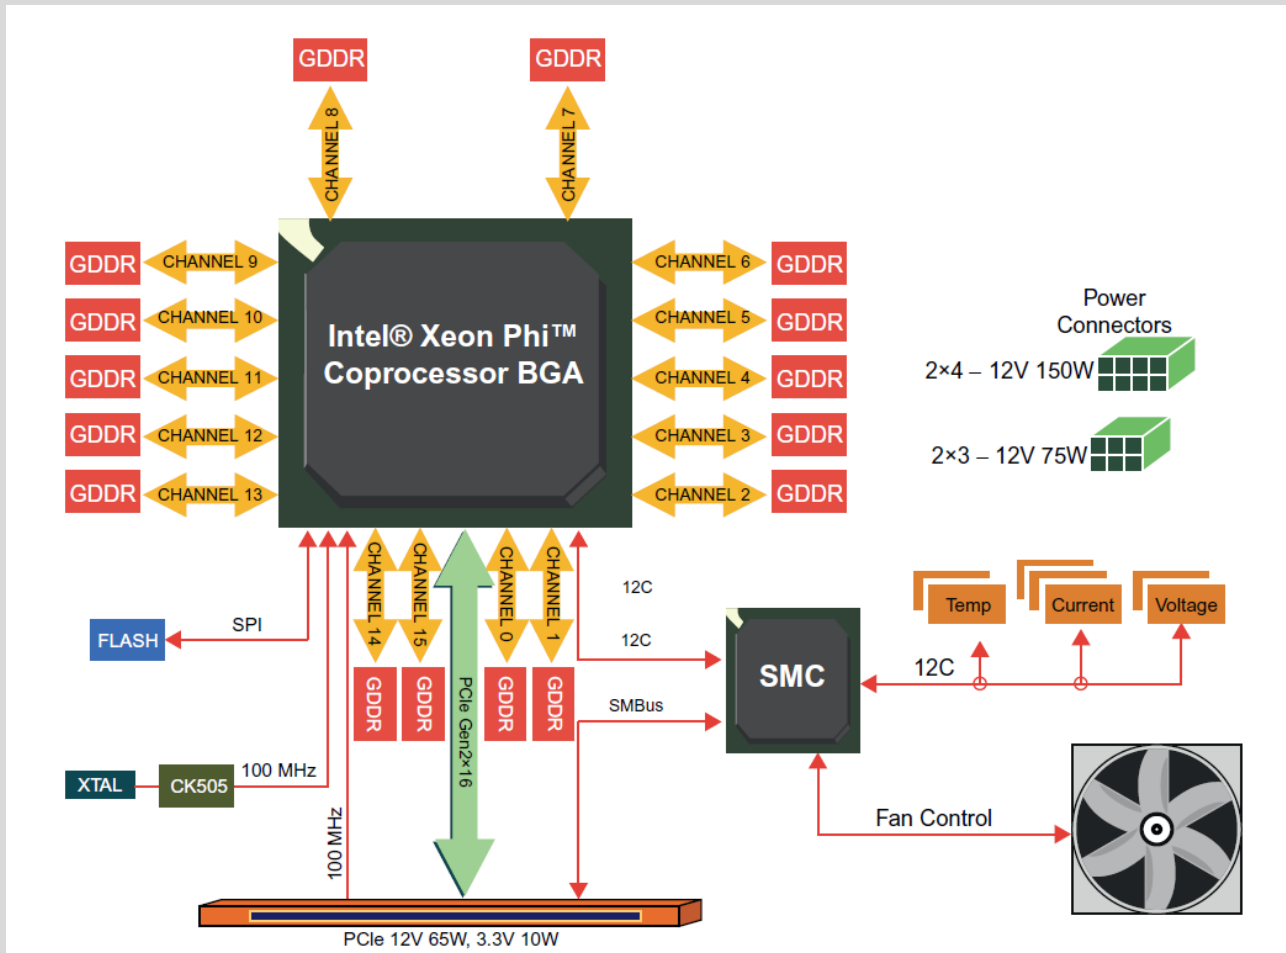 GDDR
GDDR
CHANNEL 8
CHANNEL 7
GDDR
CHANNEL 9
CHANNEL 6
GDDR
GDDR
CHANNEL 10
CHANNEL 5
GDDR
GDDR
CHANNEL 11
CHANNEL 4
GDDR
GDDR
CHANNEL 12
CHANNEL 3
GDDR
GDDR
CHANNEL 13
CHANNEL 2
GDDR
Intel® Xeon Phi™
Coprocessor BGA
Power
Connectors
2×4 – 12V 150W
2×3 – 12V 75W
CHANNEL 14
CHANNEL 15
CHANNEL 0
CHANNEL 1
GDDR
GDDR
GDDR
GDDR
PCIe Gen2×16
12C
12C
SMBus
FLASH
SPI
SMC
12C
Temp
Current
Voltage
XTAL
CK505
100 MHz
100 MHz
Fan Control
PCIe 12V 65W, 3.3V 10W